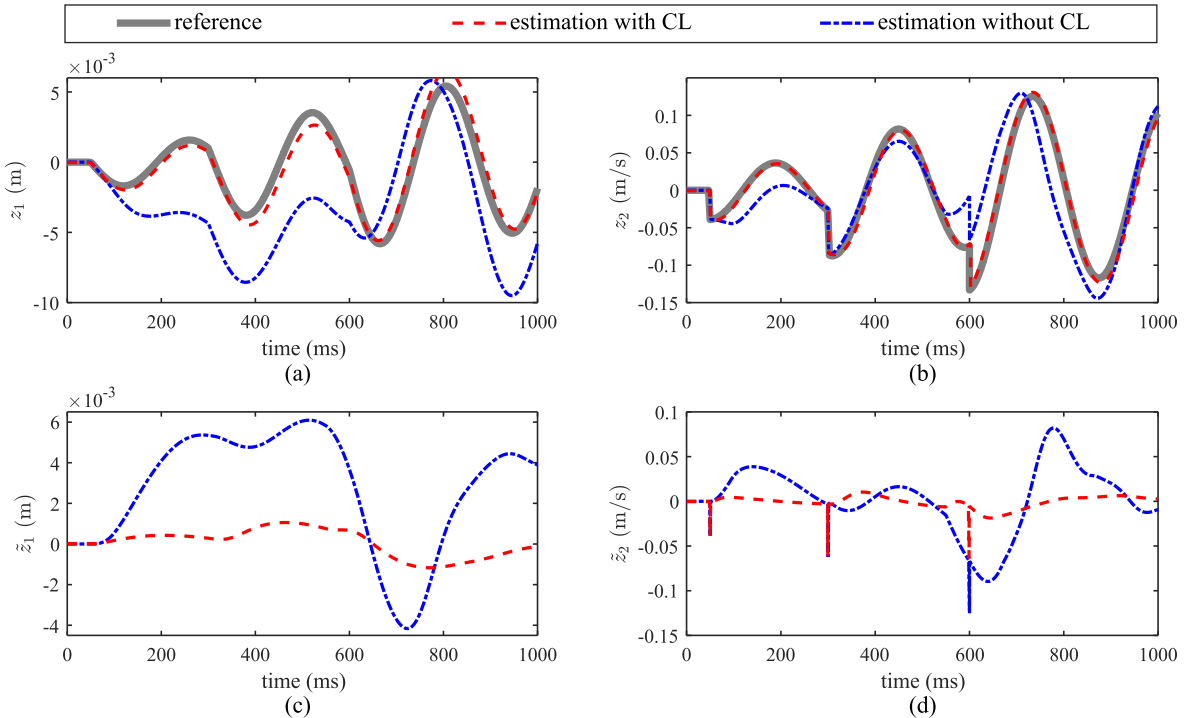 reference estimation with CL estimation without CL
×10⁻³
5
0
-5
-10
z₁ (m)
0 200 400 600 800 1000
time (ms)
(a)
0.1
0.05
0
-0.05
-0.1
-0.15
z₂ (m/s)
0 200 400 600 800 1000
time (ms)
(b)
×10⁻³
6
4
2
0
-2
-4
z̃₁ (m)
0 200 400 600 800 1000
time (ms)
(c)
0.1
0.05
0
-0.05
-0.1
-0.15
z̃₂ (m/s)
0 200 400 600 800 1000
time (ms)
(d)